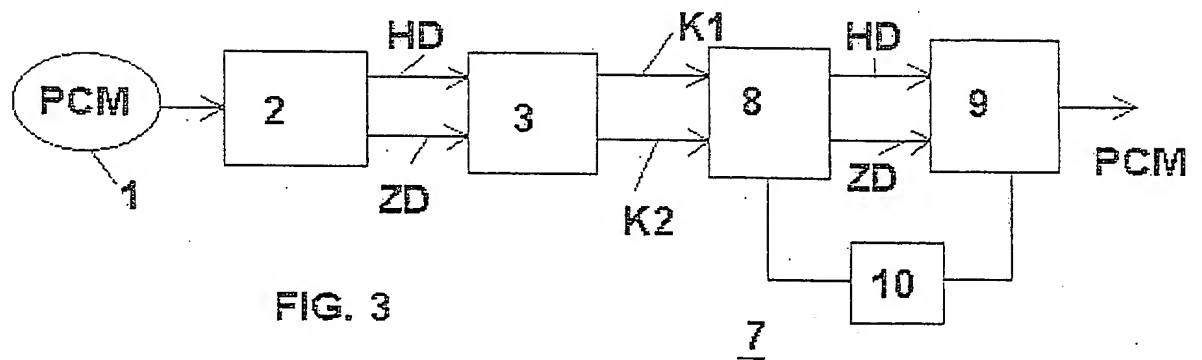 HD K1 HD
PCM 2 3 8 9
1 ZD K2 ZD PCM
10
FIG. 3
7